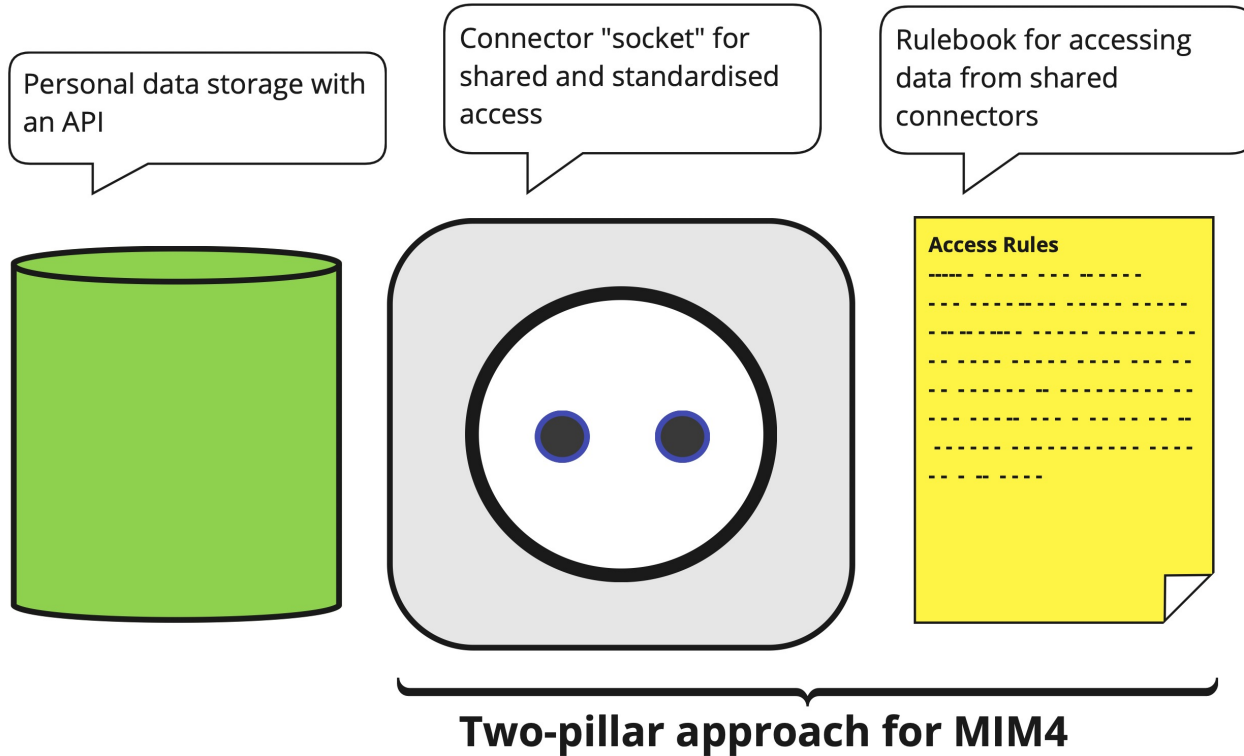 Personal data storage with
an API
Connector "socket" for
shared and standardised
access
Rulebook for accessing
data from shared
connectors
Access Rules
Two-pillar approach for MIM4